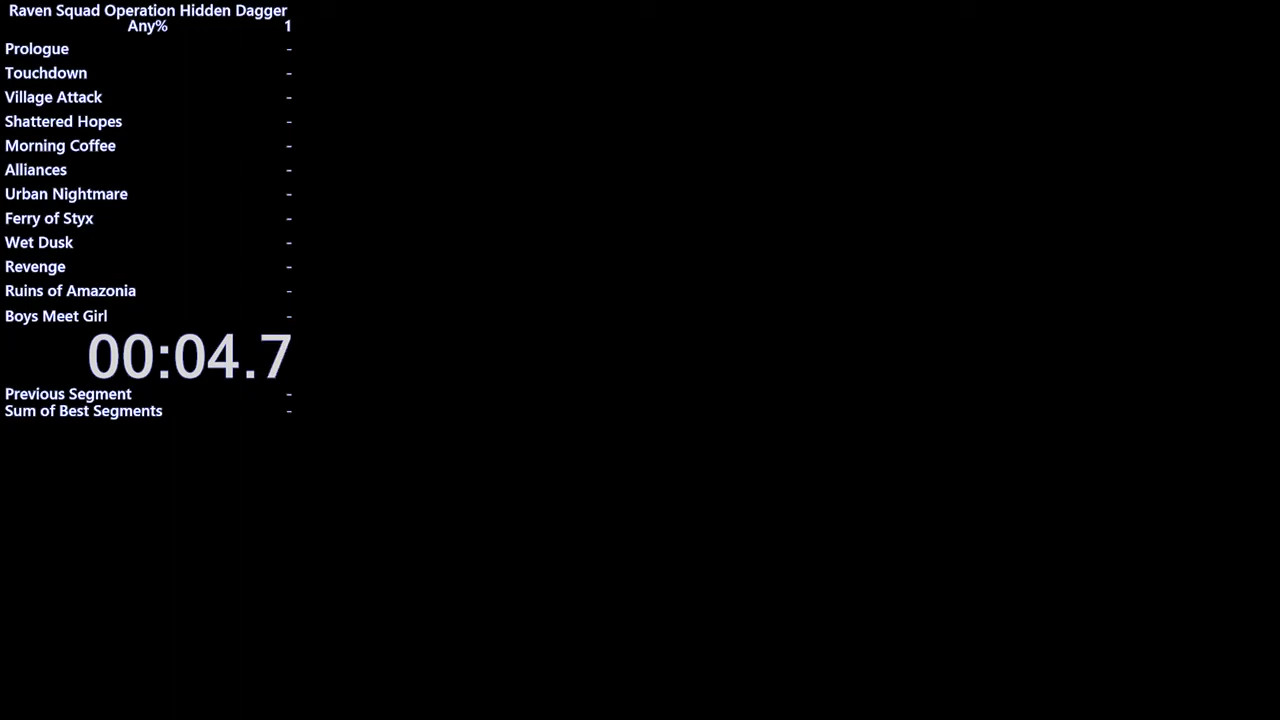 Raven Squad Operation Hidden Dagger
Any% 1
Prologue -
Touchdown -
Village Attack -
Shattered Hopes -
Morning Coffee -
Alliances -
Urban Nightmare -
Ferry of Styx -
Wet Dusk -
Revenge -
Ruins of Amazonia -
Boys Meet Girl -
00:04.7
Previous Segment -
Sum of Best Segments -